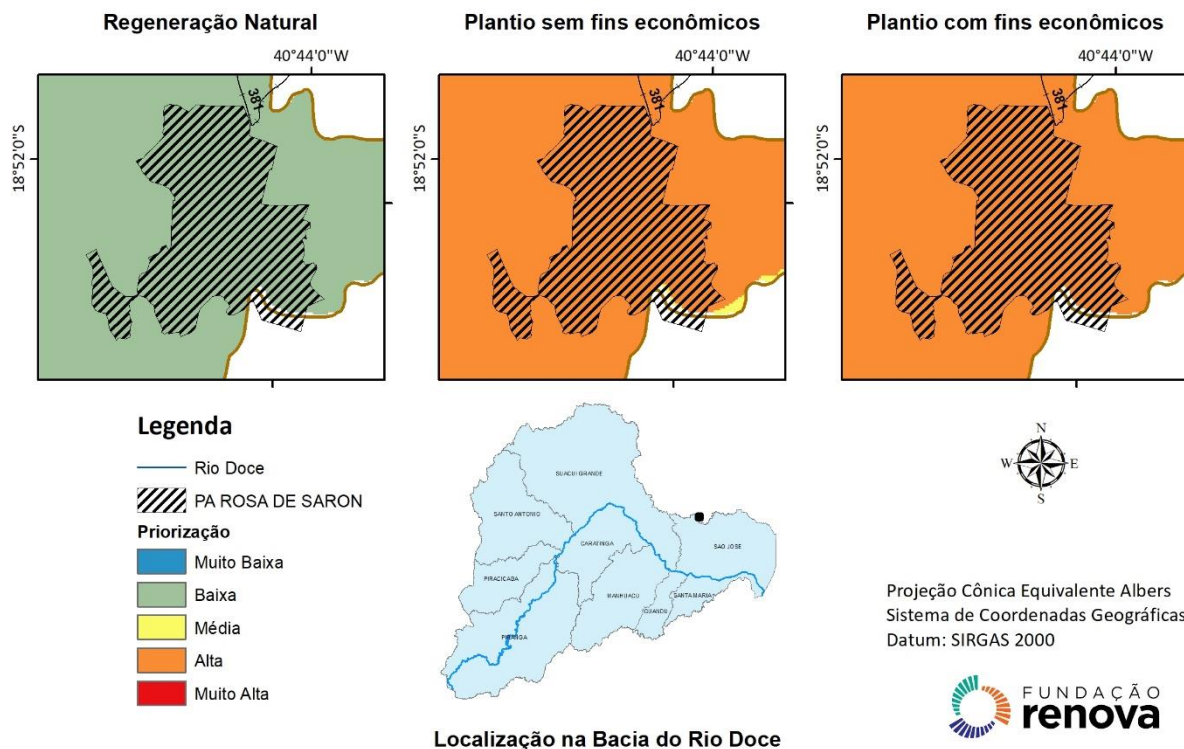 Regeneração Natural
Plantio sem fins econômicos
Plantio com fins econômicos
40°44'0"W
40°44'0"W
40°44'0"W
381
381
381
18°52'0"S
18°52'0"S
18°52'0"S
Legenda
Rio Doce
PA ROSA DE SARON
Priorização
Muito Baixa
Baixa
Média
Alta
Muito Alta
SUACUI GRANDE
SANTO ANTONIO
CARATINGA
SAO JOSE
PIRACICABA
MANHUACU
SANTA MARIA
GUANDU
PIRANGA
Localização na Bacia do Rio Doce
N
W E
S
Projeção Cônica Equivalente Albers
Sistema de Coordenadas Geográficas
Datum: SIRGAS 2000
FUNDAÇÃO
renova